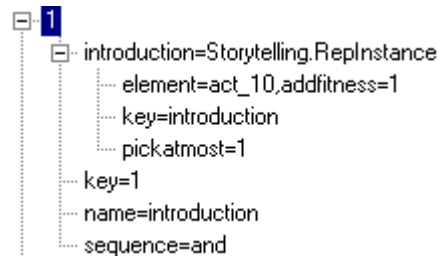 1
introduction=Storytelling.RepInstance
element=act_10,addfitness=1
key=introduction
pickatmost=1
key=1
name=introduction
sequence=and